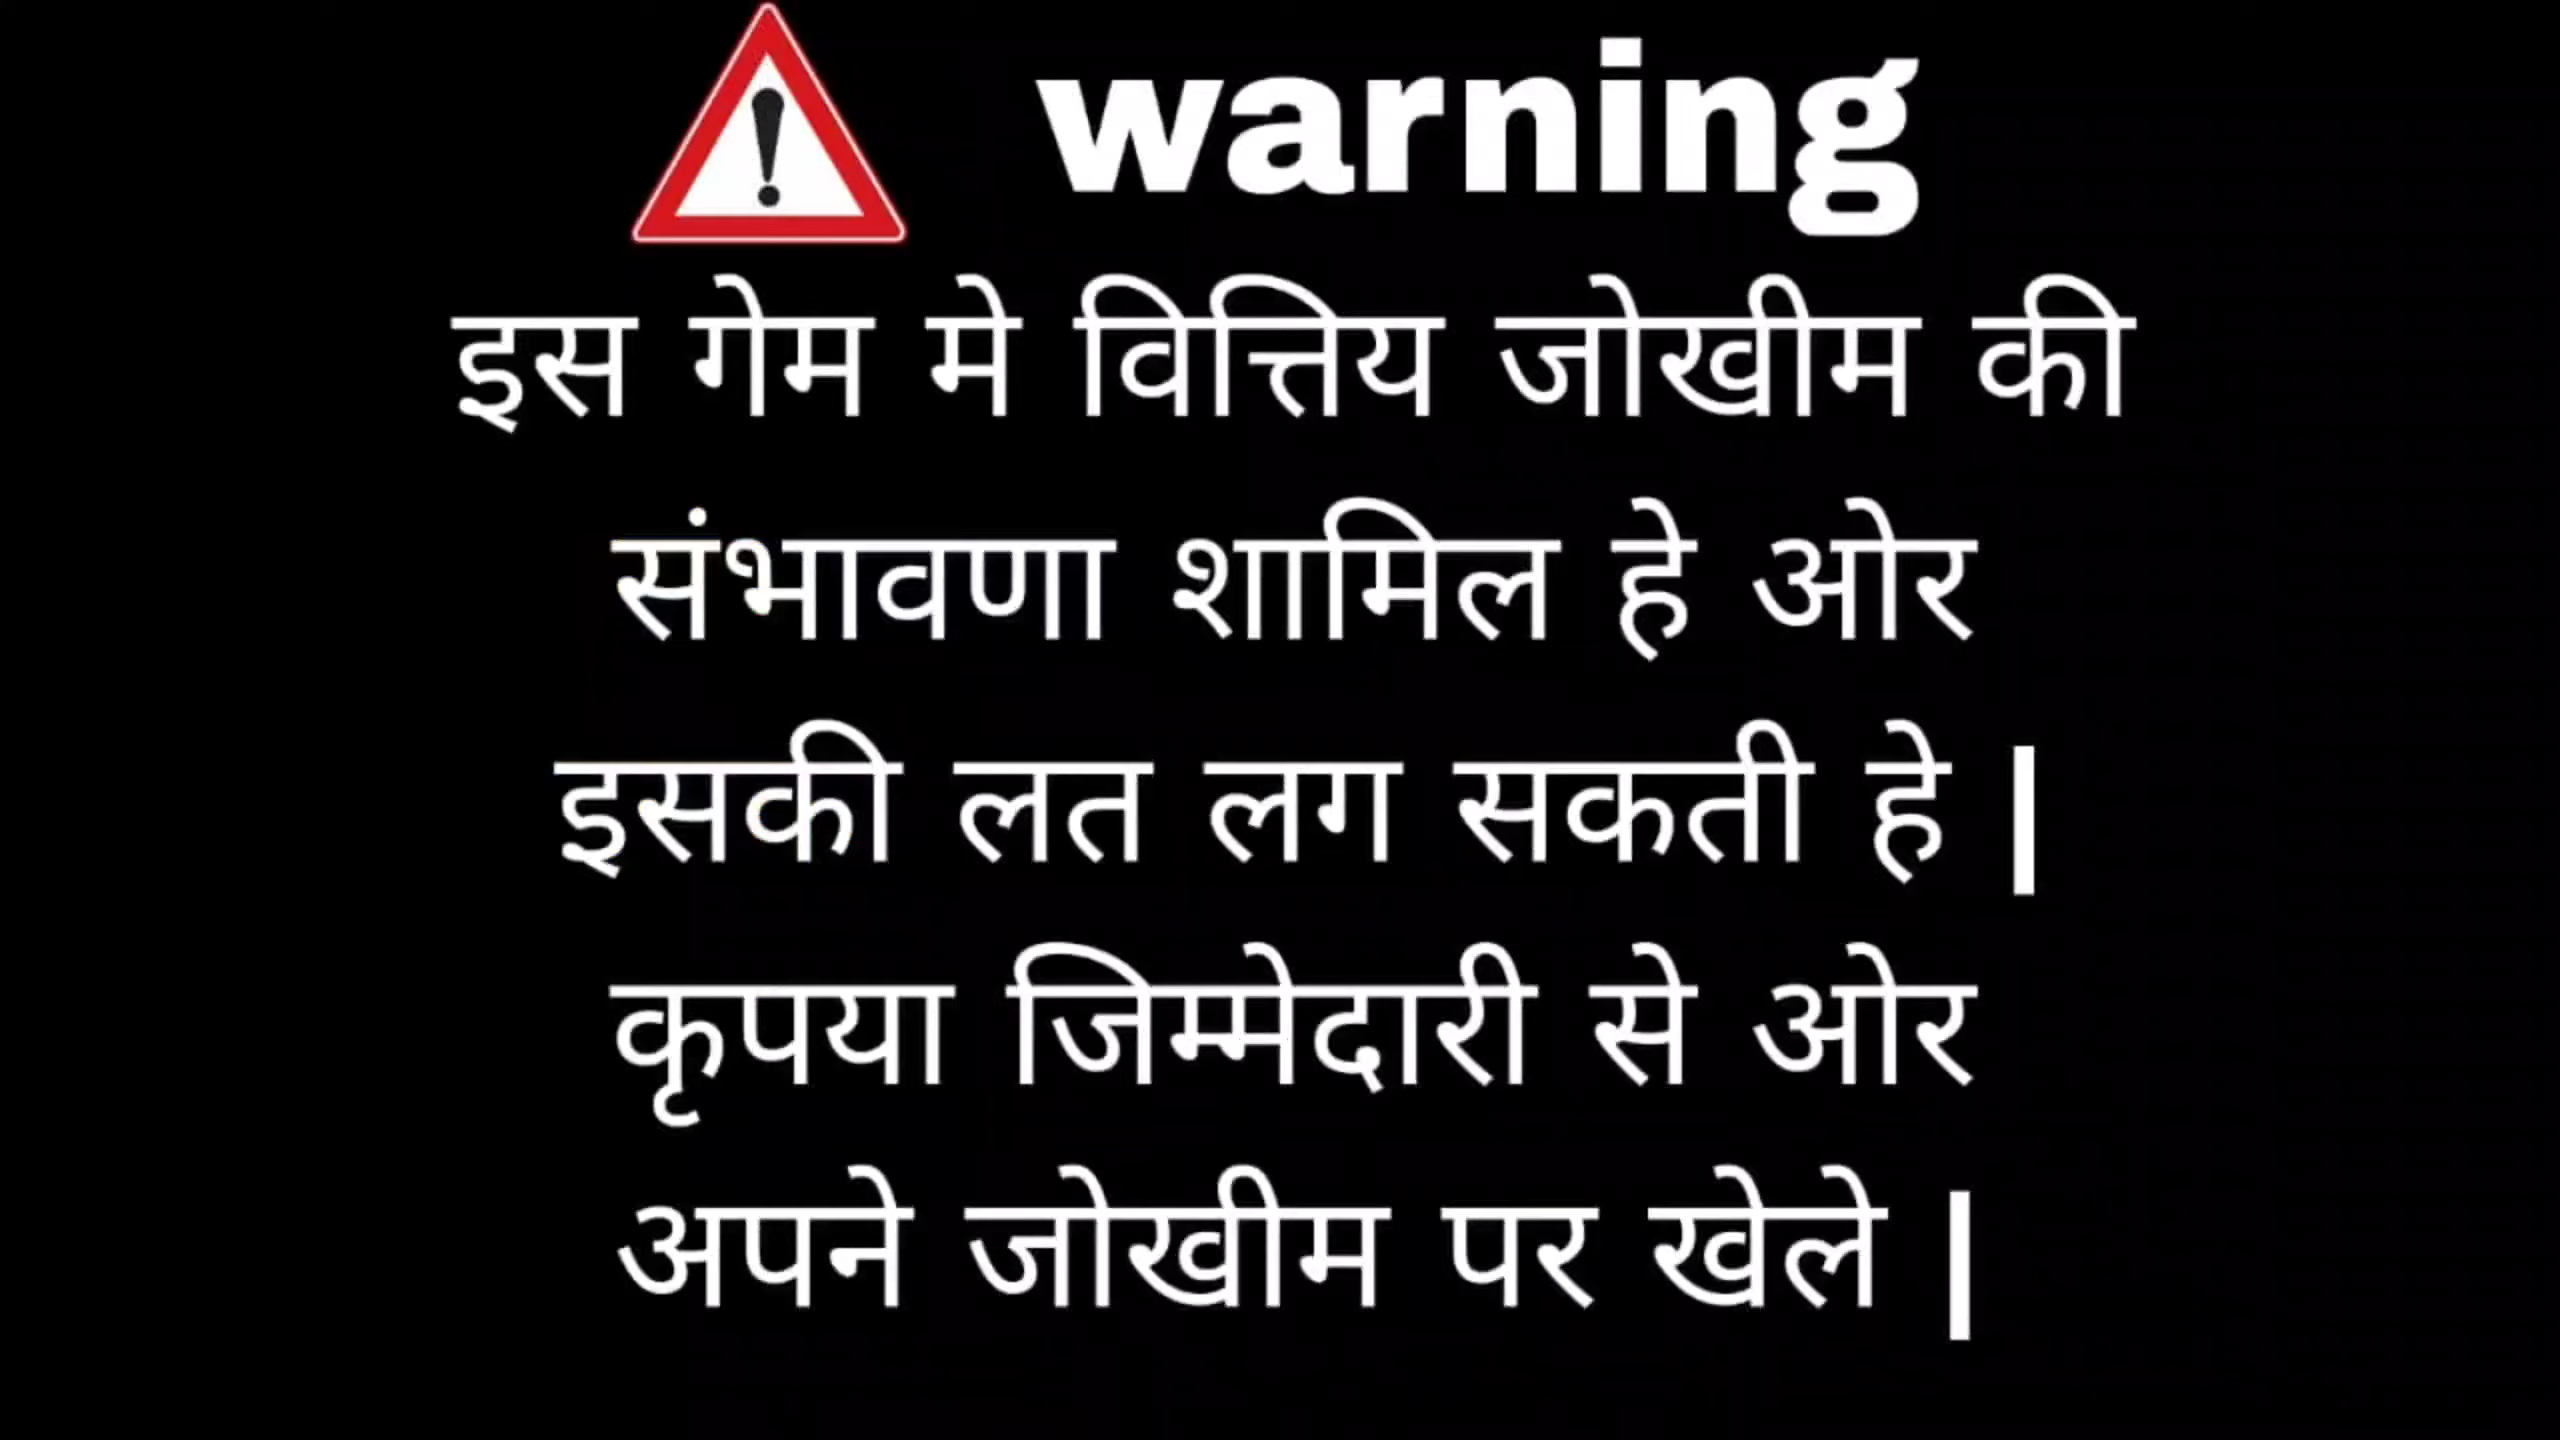 warning
इस गेम मे वित्तिय जोखीम की
संभावणा शामिल हे ओर
इसकी लत लग सकती हे |
कृपया जिम्मेदारी से ओर
अपने जोखीम पर खेले |